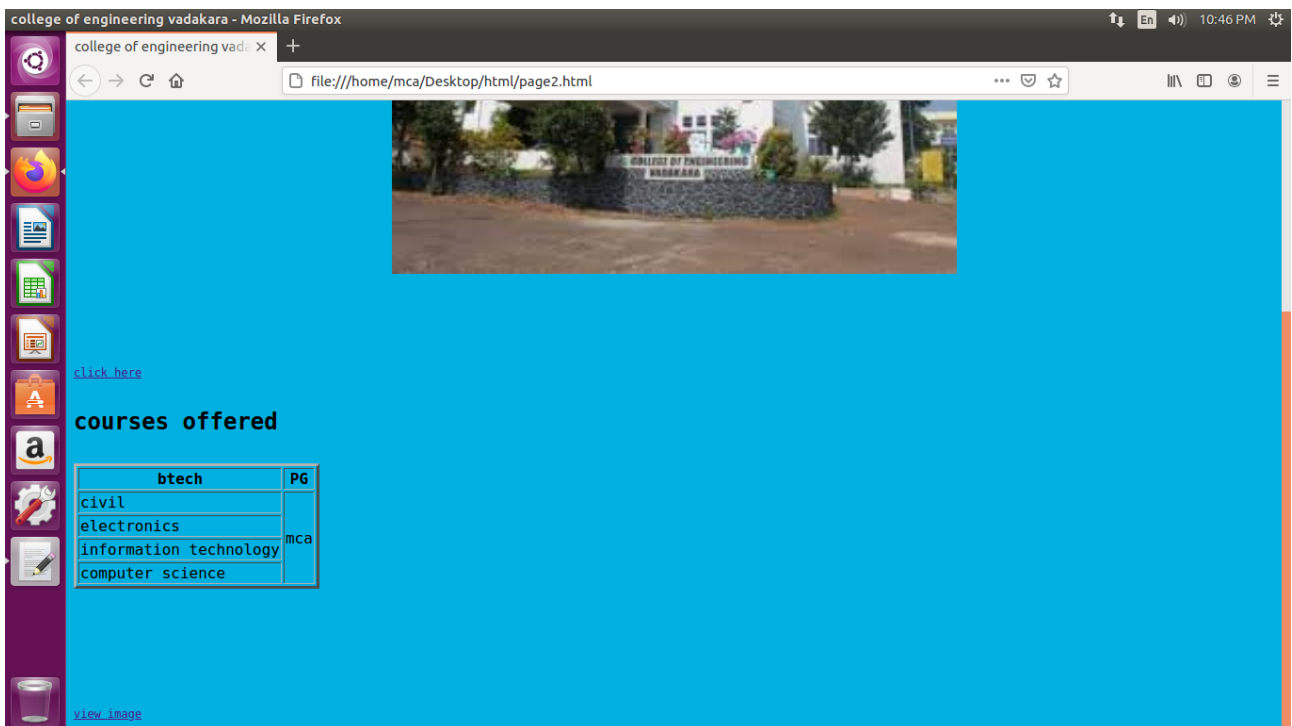 college of engineering vadakara - Mozilla Firefox
En
10:46 PM
college of engineering vada
file:///home/mca/Desktop/html/page2.html
COLLEGE OF ENGINEERING
VADAKARA
click here
courses offered
btech PG
civil
electronics
mca
information technology
computer science
view image